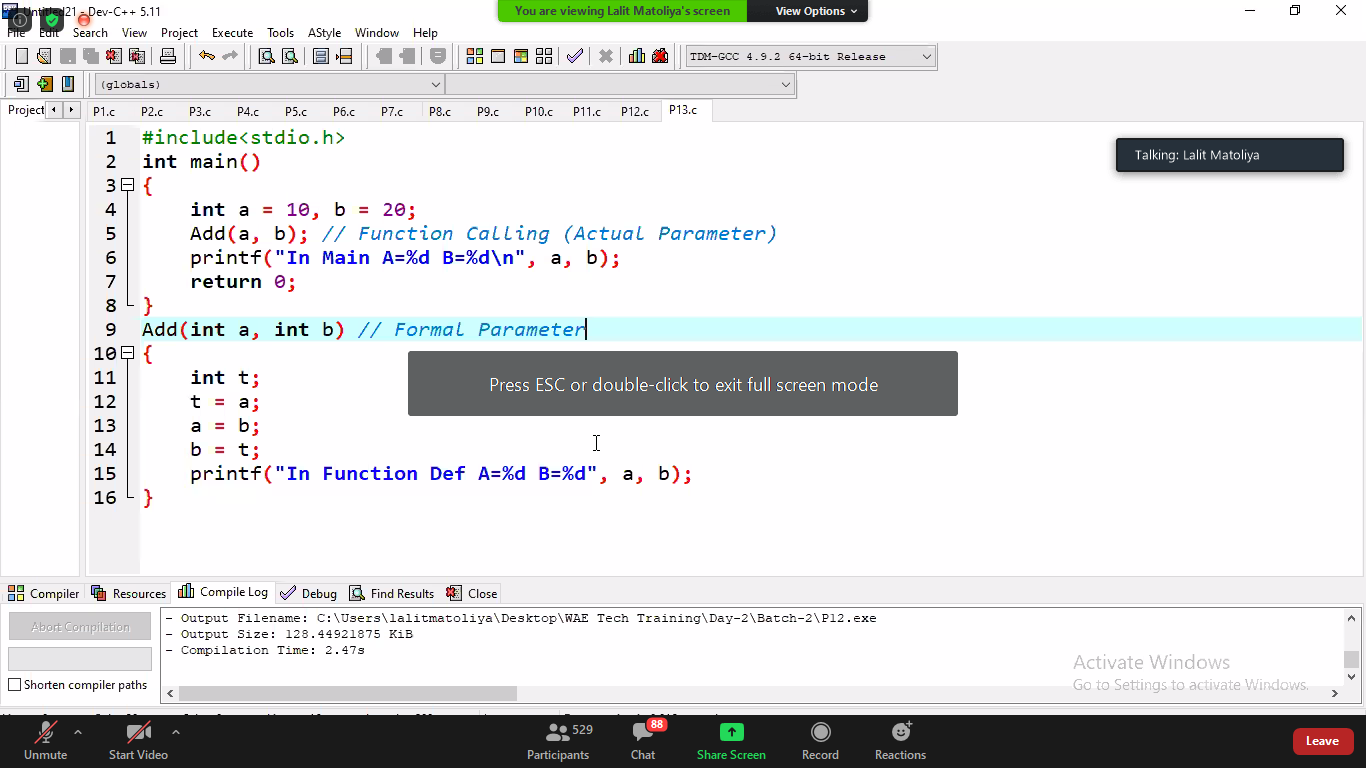 Untitled21 - Dev-C++ 5.11
You are viewing Lalit Matoliya's screen
View Options
File Edit Search View Project Execute Tools AStyle Window Help
TDM-GCC 4.9.2 64-bit Release
(globals)
Project P1.c P2.c P3.c P4.c P5.c P6.c P7.c P8.c P9.c P10.c P11.c P12.c P13.c
Talking: Lalit Matoliya
1 #include<stdio.h>
2 int main()
3 {
4 int a = 10, b = 20;
5 Add(a, b); // Function Calling (Actual Parameter)
6 printf("In Main A=%d B=%d\n", a, b);
7 return 0;
8 }
9 Add(int a, int b) // Formal Parameter
10 {
11 int t;
12 t = a;
13 a = b;
14 b = t;
15 printf("In Function Def A=%d B=%d", a, b);
16 }
Press ESC or double-click to exit full screen mode
Compiler Resources Compile Log Debug Find Results Close
Abort Compilation
Shorten compiler paths
- Output Filename: C:\Users\lalitmatoliya\Desktop\WAE Tech Training\Day-2\Batch-2\P12.exe
- Output Size: 128.44921875 KiB
- Compilation Time: 2.47s
Activate Windows
Go to Settings to activate Windows.
Unmute Start Video
529
88
Participants Chat Share Screen Record Reactions
Leave